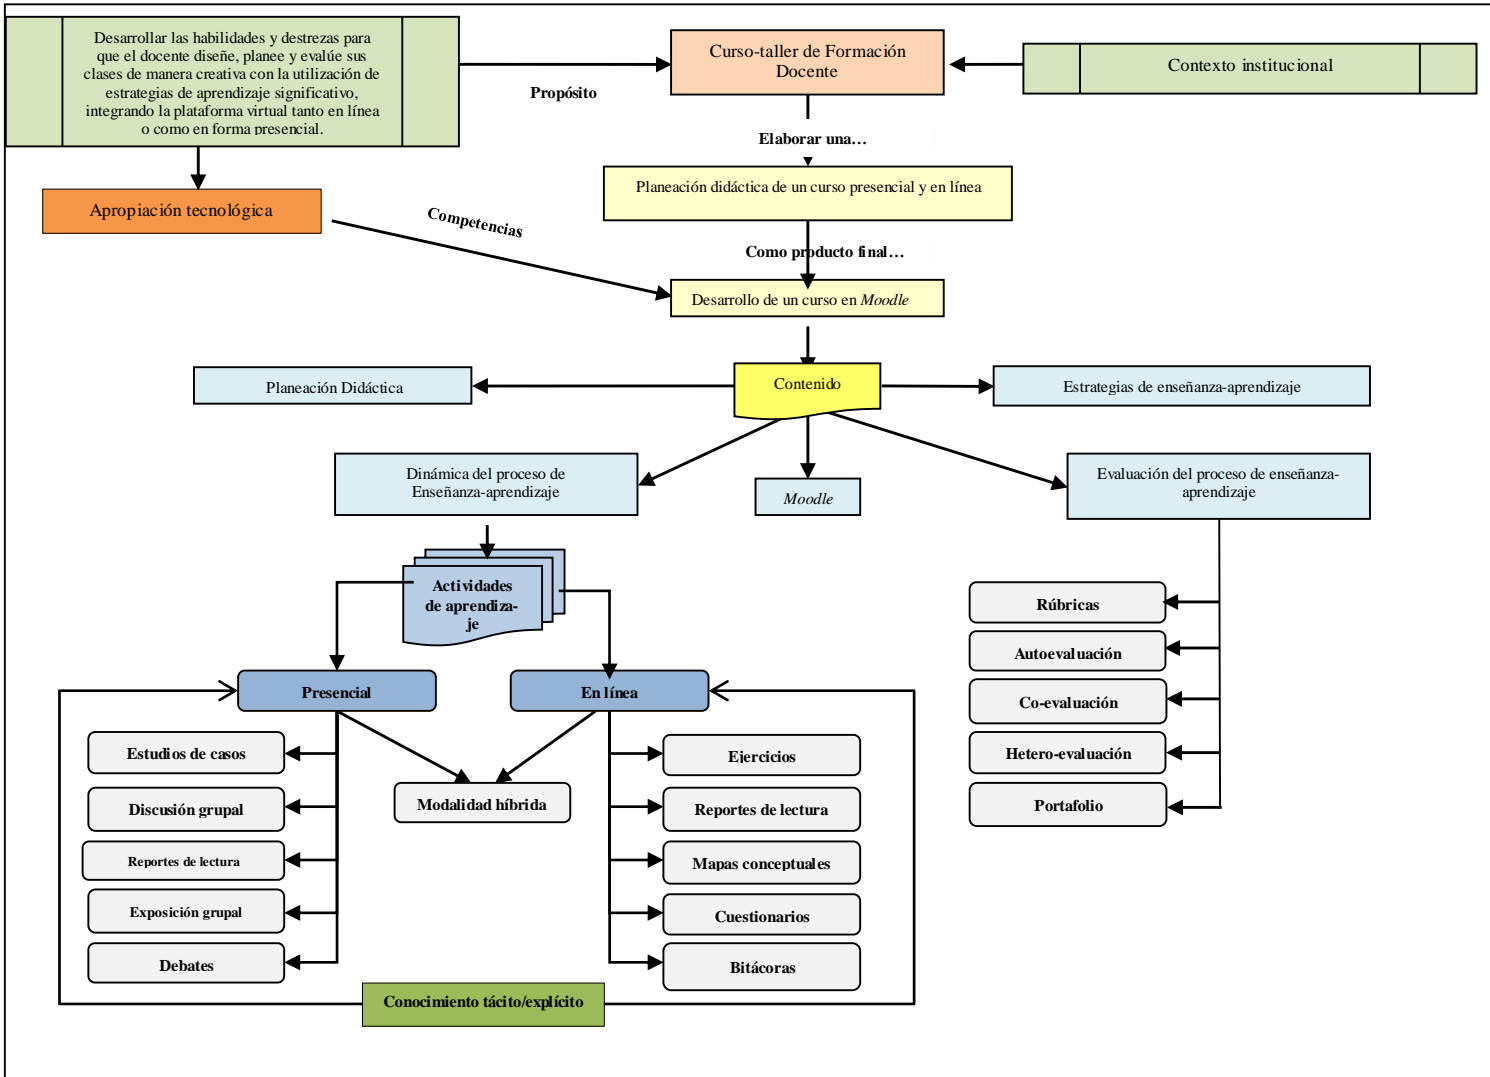 Desarrollar las habilidades y destrezas para
que el docente diseñe, planee y evalúe sus
clases de manera creativa con la utilización de
estrategias de aprendizaje significativo,
integrando la plataforma virtual tanto en línea
o como en forma presencial.
Propósito
Curso-taller de Formación
Docente
Contexto institucional
Elaborar una…
Apropiación tecnológica
Competencias
Planeación didáctica de un curso presencial y en línea
Como producto final…
Desarrollo de un curso en Moodle
Planeación Didáctica
Contenido
Estrategias de enseñanza-aprendizaje
Dinámica del proceso de
Enseñanza-aprendizaje
Moodle
Evaluación del proceso de enseñanza-
aprendizaje
Actividades
de aprendiza-
je
Presencial
En línea
Estudios de casos
Discusión grupal
Reportes de lectura
Exposición grupal
Debates
Modalidad híbrida
Ejercicios
Reportes de lectura
Mapas conceptuales
Cuestionarios
Bitácoras
Rúbricas
Autoevaluación
Co-evaluación
Hetero-evaluación
Portafolio
Conocimiento tácito/explícito